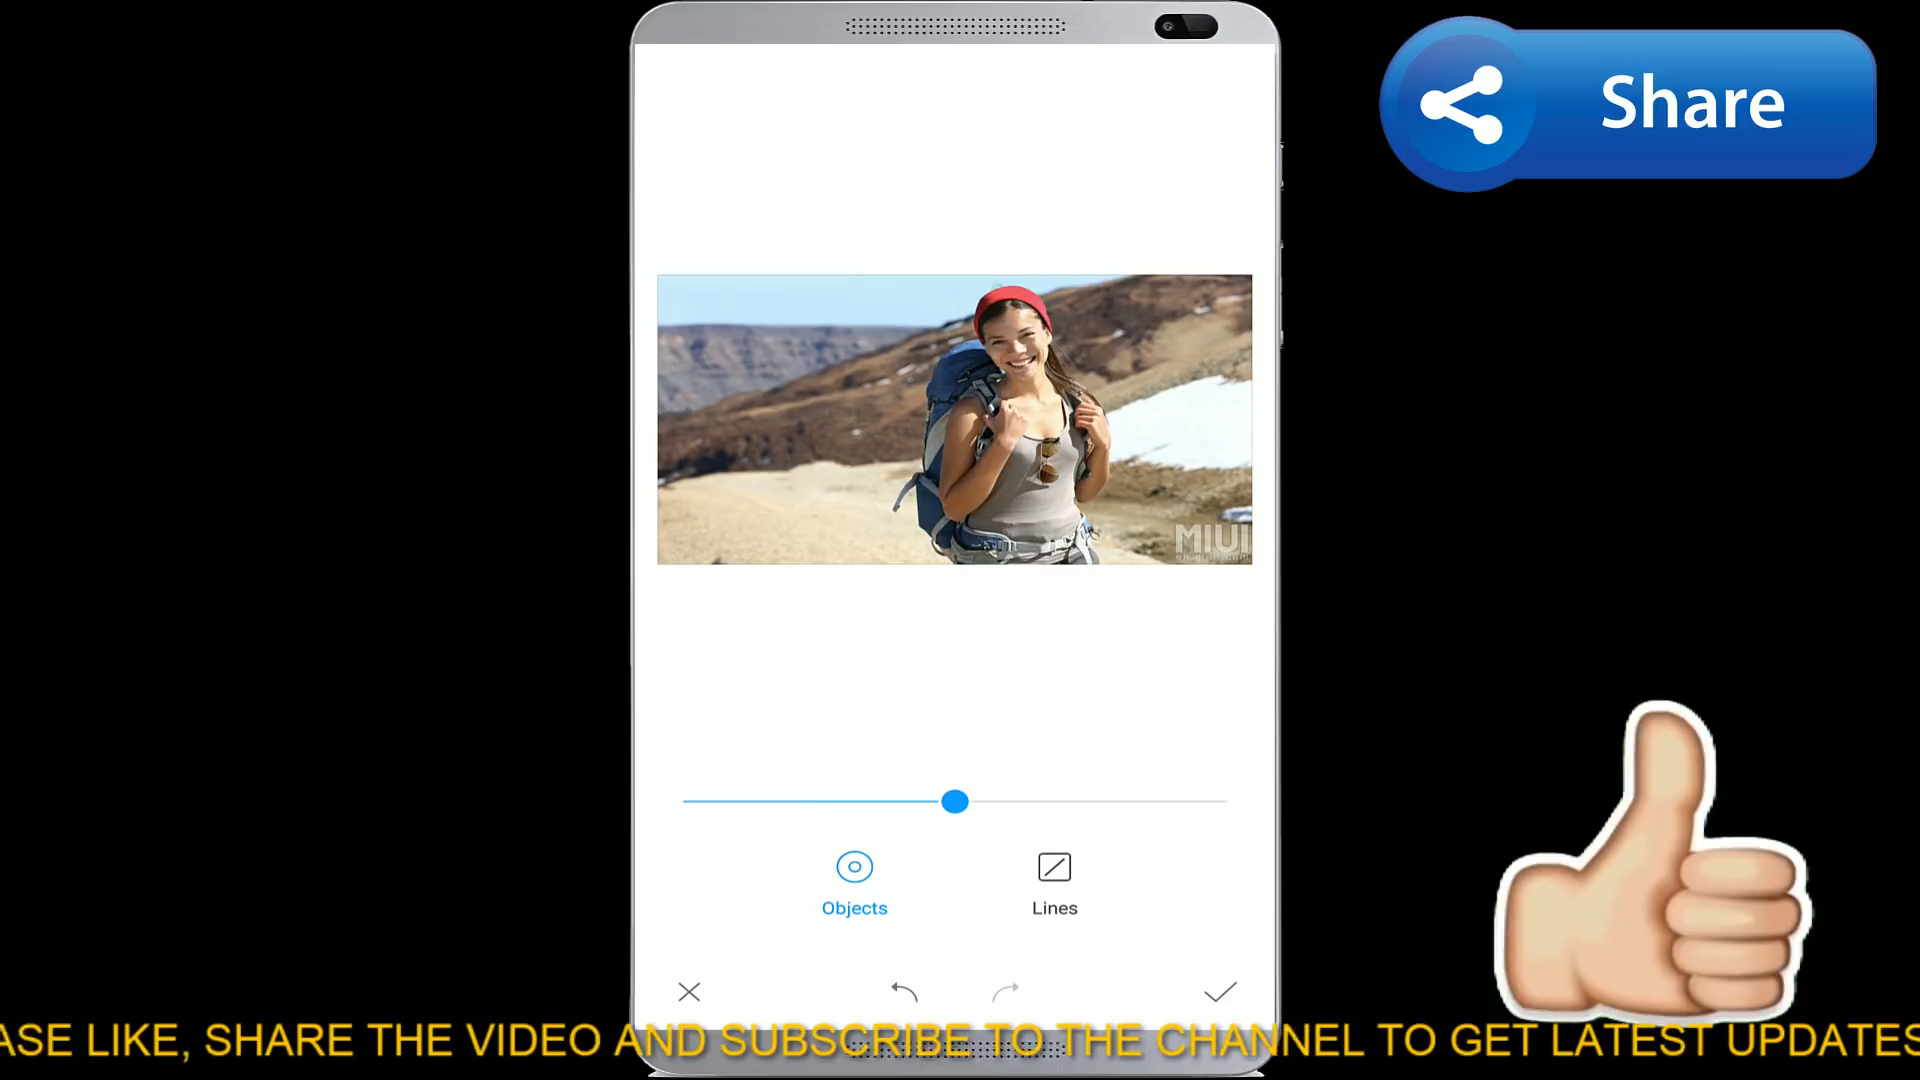 Share
MIUI
Objects
Lines
ASE LIKE, SHARE THE VIDEO AND SUBSCRIBE TO THE CHANNEL TO GET LATEST UPDATES